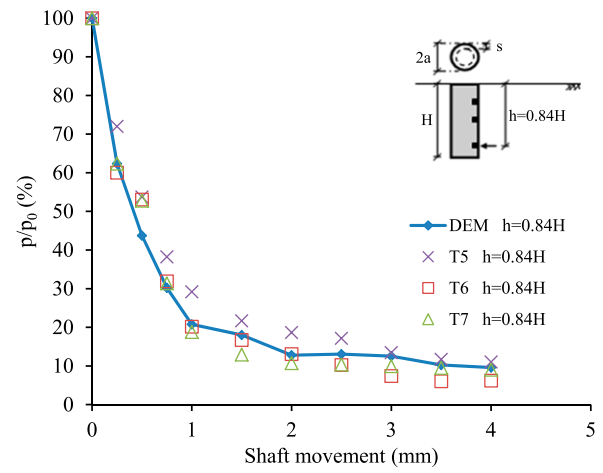 100
90
80
70
60
50
40
30
20
10
0
p/p0 (%)
0 1 2 3 4 5
Shaft movement (mm)
2a
s
H
h=0.84H
DEM h=0.84H
T5 h=0.84H
T6 h=0.84H
T7 h=0.84H